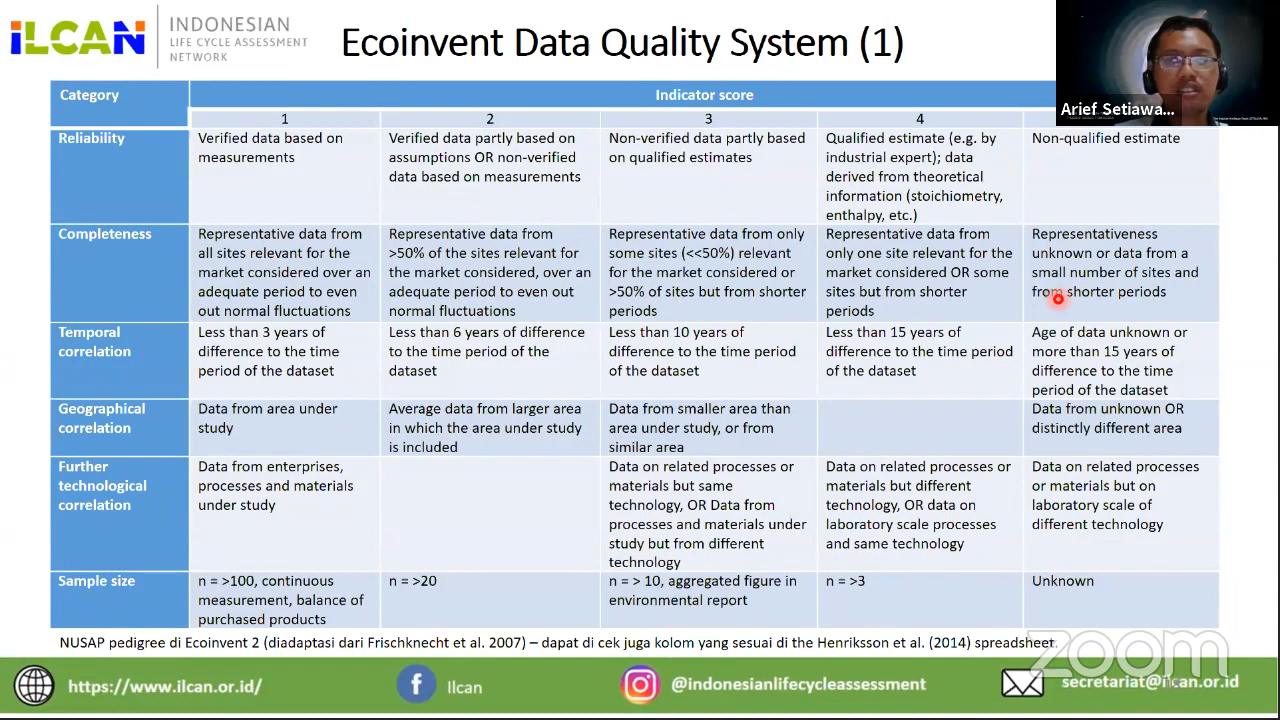 iLCAN
INDONESIAN
LIFE CYCLE ASSESSMENT
NETWORK
Ecoinvent Data Quality System (1)
Arief Setiawa...
Category
Indicator score
1
2
3
4
Reliability
Verified data based on
measurements
Verified data partly based on
assumptions OR non-verified
data based on measurements
Non-verified data partly based
on qualified estimates
Qualified estimate (e.g. by
industrial expert); data
derived from theoretical
information (stoichiometry,
enthalpy, etc.)
Non-qualified estimate
Completeness
Representative data from
all sites relevant for the
market considered over an
adequate period to even
out normal fluctuations
Representative data from
>50% of the sites relevant for
the market considered, over an
adequate period to even out
normal fluctuations
Representative data from only
some sites (<<50%) relevant
for the market considered or
>50% of sites but from shorter
periods
Representative data from
only one site relevant for the
market considered OR some
sites but from shorter
periods
Representativeness
unknown or data from a
small number of sites and
from shorter periods
Temporal
correlation
Less than 3 years of
difference to the time
period of the dataset
Less than 6 years of difference
to the time period of the
dataset
Less than 10 years of
difference to the time period
of the dataset
Less than 15 years of
difference to the time period
of the dataset
Age of data unknown or
more than 15 years of
difference to the time
period of the dataset
Geographical
correlation
Data from area under
study
Average data from larger area
in which the area under study
is included
Data from smaller area than
area under study, or from
similar area
Data from unknown OR
distinctly different area
Further
technological
correlation
Data from enterprises,
processes and materials
under study
Data on related processes or
materials but same
technology, OR Data from
processes and materials under
study but from different
technology
Data on related processes or
materials but different
technology, OR data on
laboratory scale processes
and same technology
Data on related processes
or materials but on
laboratory scale of
different technology
Sample size
n = >100, continuous
measurement, balance of
purchased products
n = >20
n = > 10, aggregated figure in
environmental report
n = >3
Unknown
NUSAP pedigree di Ecoinvent 2 (diadaptasi dari Frischknecht et al. 2007) – dapat di cek juga kolom yang sesuai di the Henriksson et al. (2014) spreadsheet.
zoom
https://www.ilcan.or.id/
Ilcan
@indonesianlifecycleassessment
secretariat@ilcan.or.id